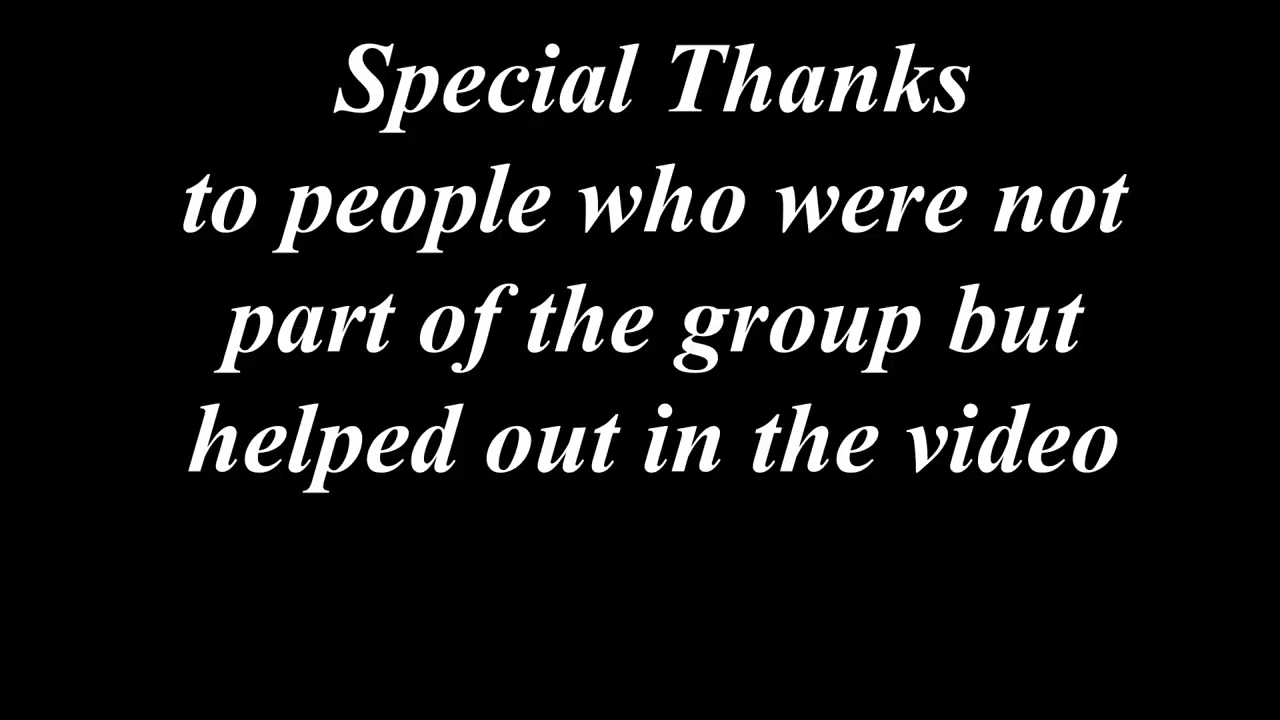 Special Thanks
to people who were not
part of the group but
helped out in the video